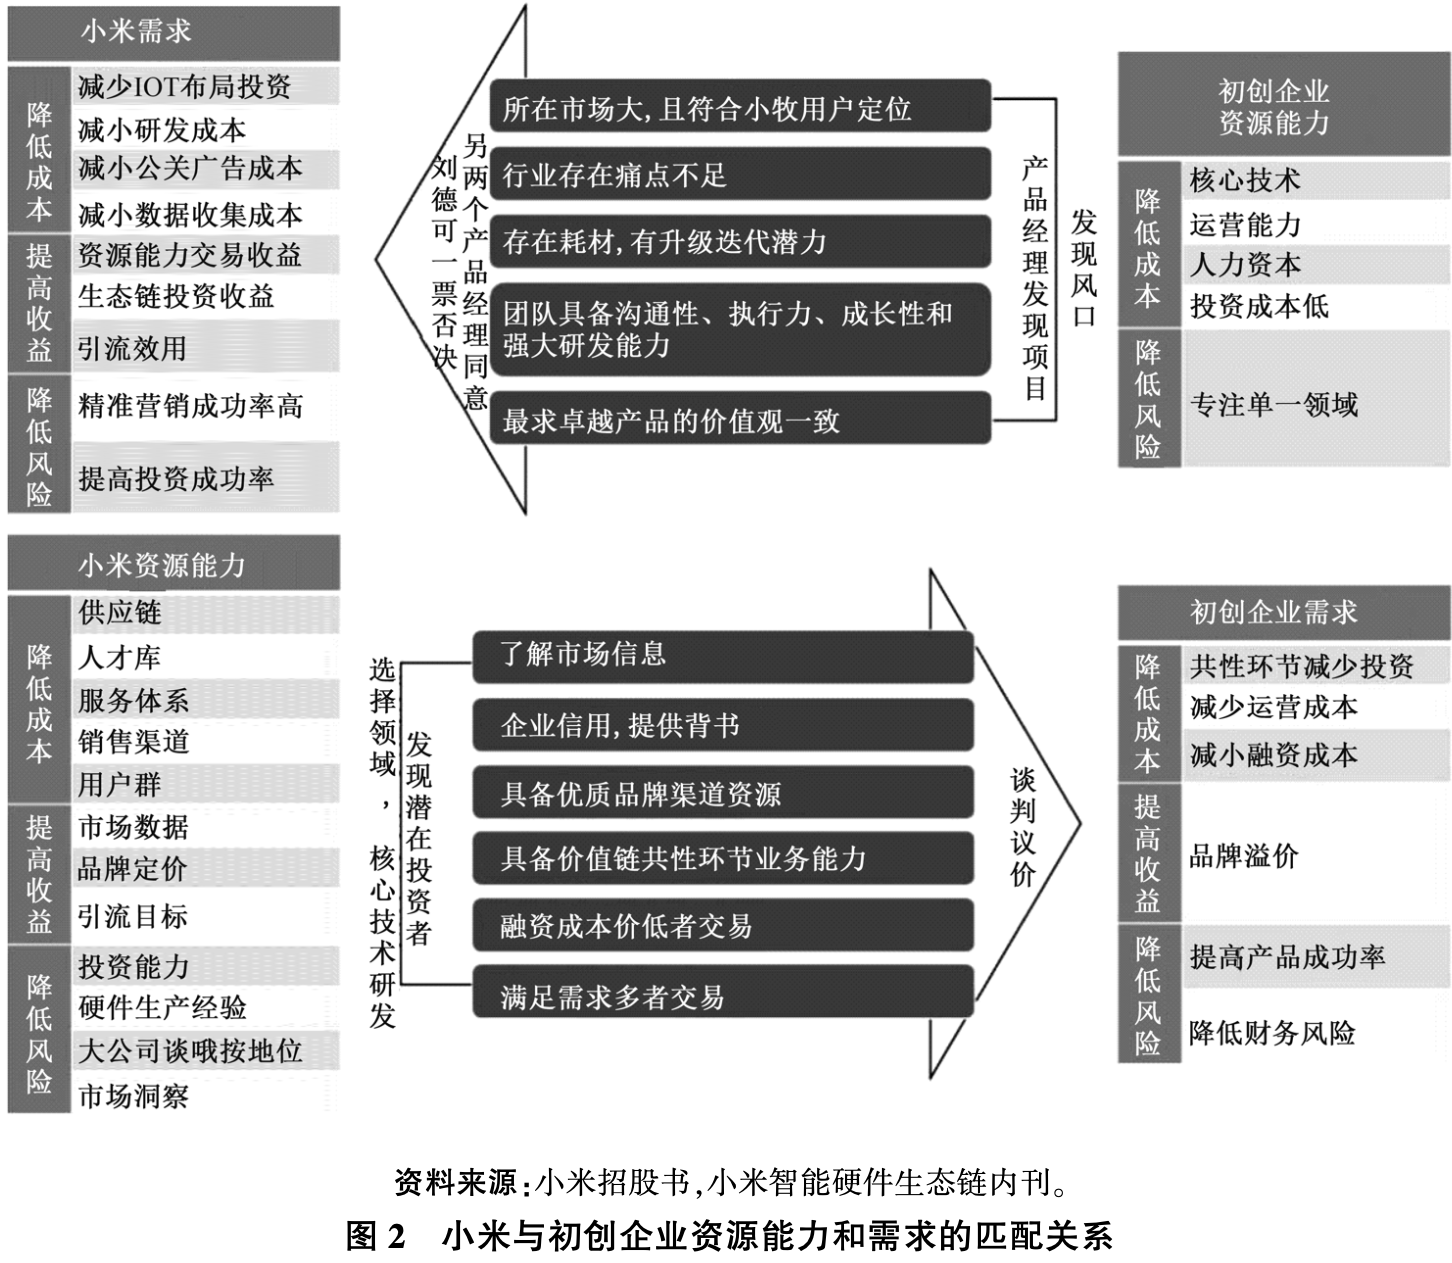 小米需求
降低成本
减少IOT布局投资
减小研发成本
减小公关广告成本
减小数据收集成本
提高收益
资源能力交易收益
生态链投资收益
引流效用
降低风险
精准营销成功率高
提高投资成功率
刘德可一票否决
另两个产品经理同意
所在市场大,且符合小牧用户定位
行业存在痛点不足
存在耗材,有升级迭代潜力
团队具备沟通性、执行力、成长性和
强大研发能力
最求卓越产品的价值观一致
产品经理发现项目
发现风口
初创企业
资源能力
降低成本
核心技术
运营能力
人力资本
投资成本低
降低风险
专注单一领域
小米资源能力
降低成本
供应链
人才库
服务体系
销售渠道
用户群
提高收益
市场数据
品牌定价
引流目标
降低风险
投资能力
硬件生产经验
大公司谈哦按地位
市场洞察
选择领域,核心技术研发
发现潜在投资者
了解市场信息
企业信用,提供背书
具备优质品牌渠道资源
具备价值链共性环节业务能力
融资成本价低者交易
满足需求多者交易
谈判议价
初创企业需求
降低成本
共性环节减少投资
减少运营成本
减小融资成本
提高收益
品牌溢价
降低风险
提高产品成功率
降低财务风险
资料来源:小米招股书,小米智能硬件生态链内刊。
图 2 小米与初创企业资源能力和需求的匹配关系